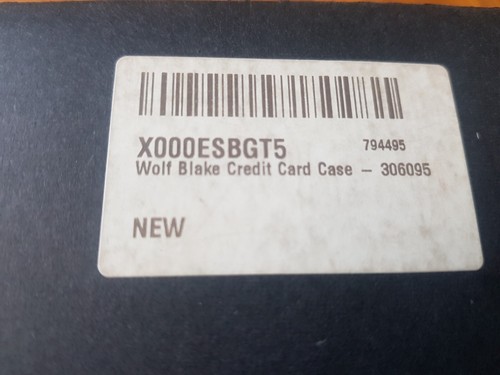 X000ESBGT5 794495
Wolf Blake Credit Card Case – 306095
NEW